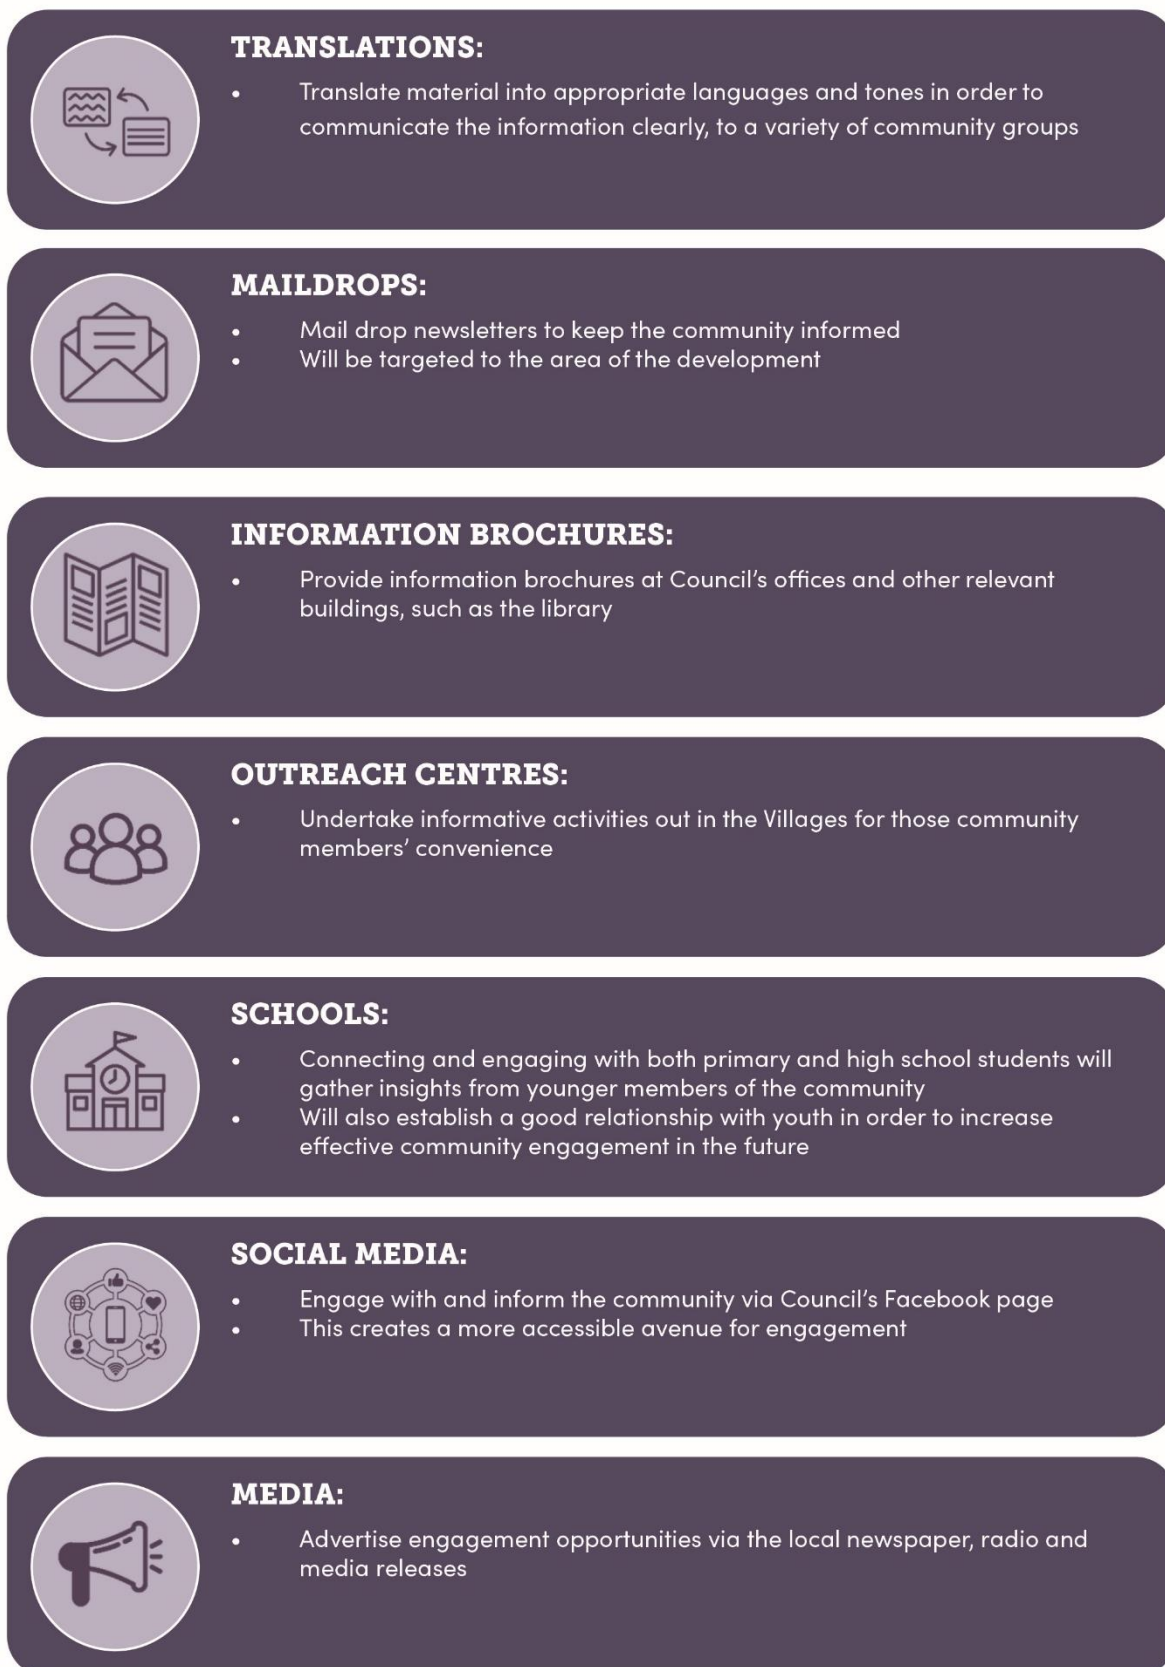 TRANSLATIONS:
• Translate material into appropriate languages and tones in order to
communicate the information clearly, to a variety of community groups
MAILDROPS:
• Mail drop newsletters to keep the community informed
• Will be targeted to the area of the development
INFORMATION BROCHURES:
• Provide information brochures at Council’s offices and other relevant
buildings, such as the library
OUTREACH CENTRES:
• Undertake informative activities out in the Villages for those community
members’ convenience
SCHOOLS:
• Connecting and engaging with both primary and high school students will
gather insights from younger members of the community
• Will also establish a good relationship with youth in order to increase
effective community engagement in the future
SOCIAL MEDIA:
• Engage with and inform the community via Council’s Facebook page
• This creates a more accessible avenue for engagement
MEDIA:
• Advertise engagement opportunities via the local newspaper, radio and
media releases